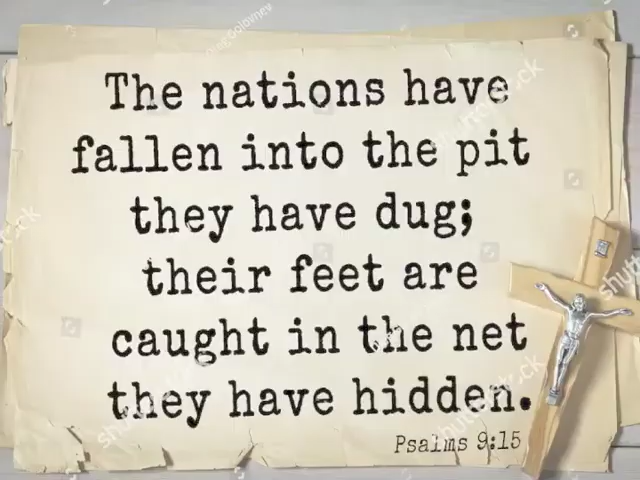 The nations have
fallen into the pit
they have dug;
their feet are
caught in the net
they have hidden.
Psalms 9:15